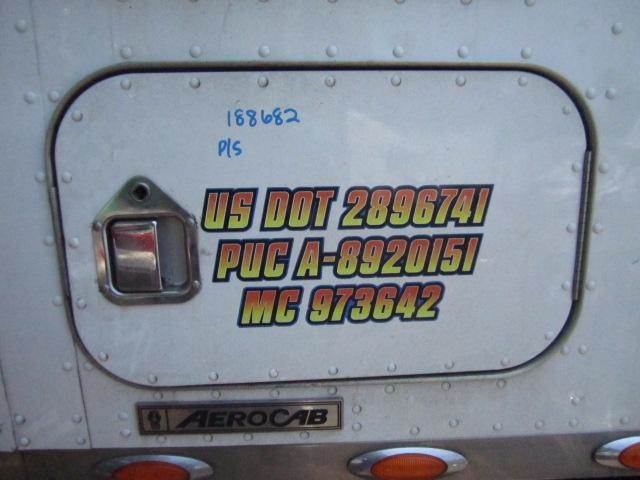 188682
P/S
US DOT 2896741
PUC A-8920151
MC 973642
AEROCAB